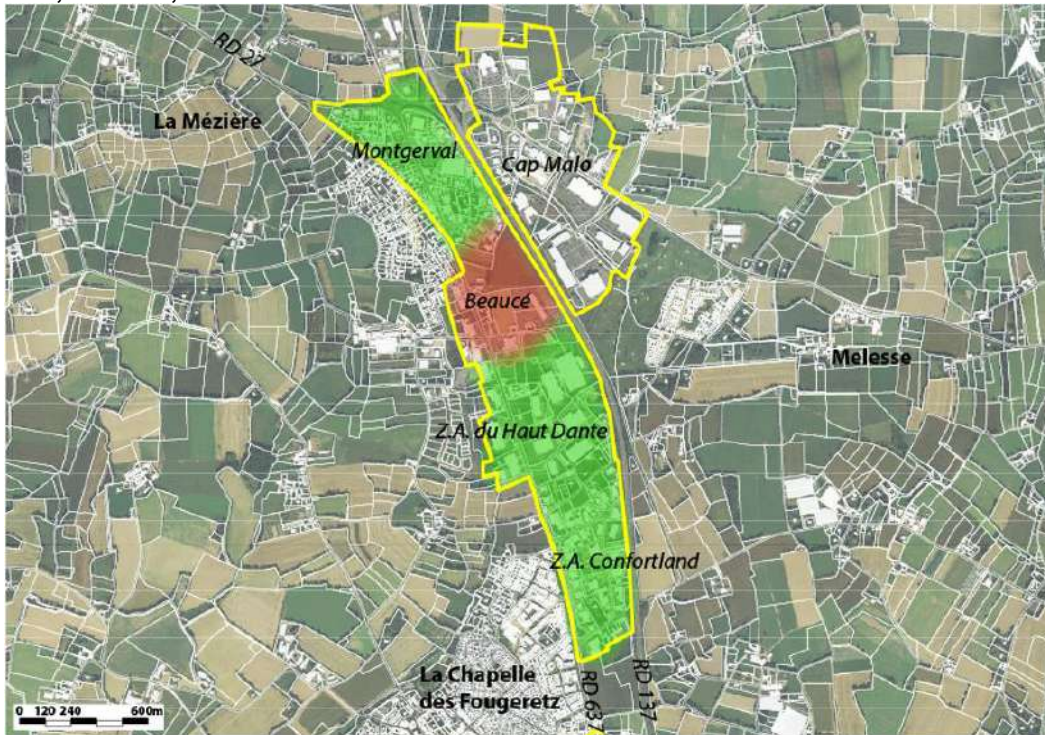 N
RD 27
La Mézière
Montgerval
Cap Malo
Beaucé
Melesse
Z.A. du Haut Dante
Z.A. Confortland
La Chapelle
des Fougeretz
RD 637
RD 137
0 120 240 600m